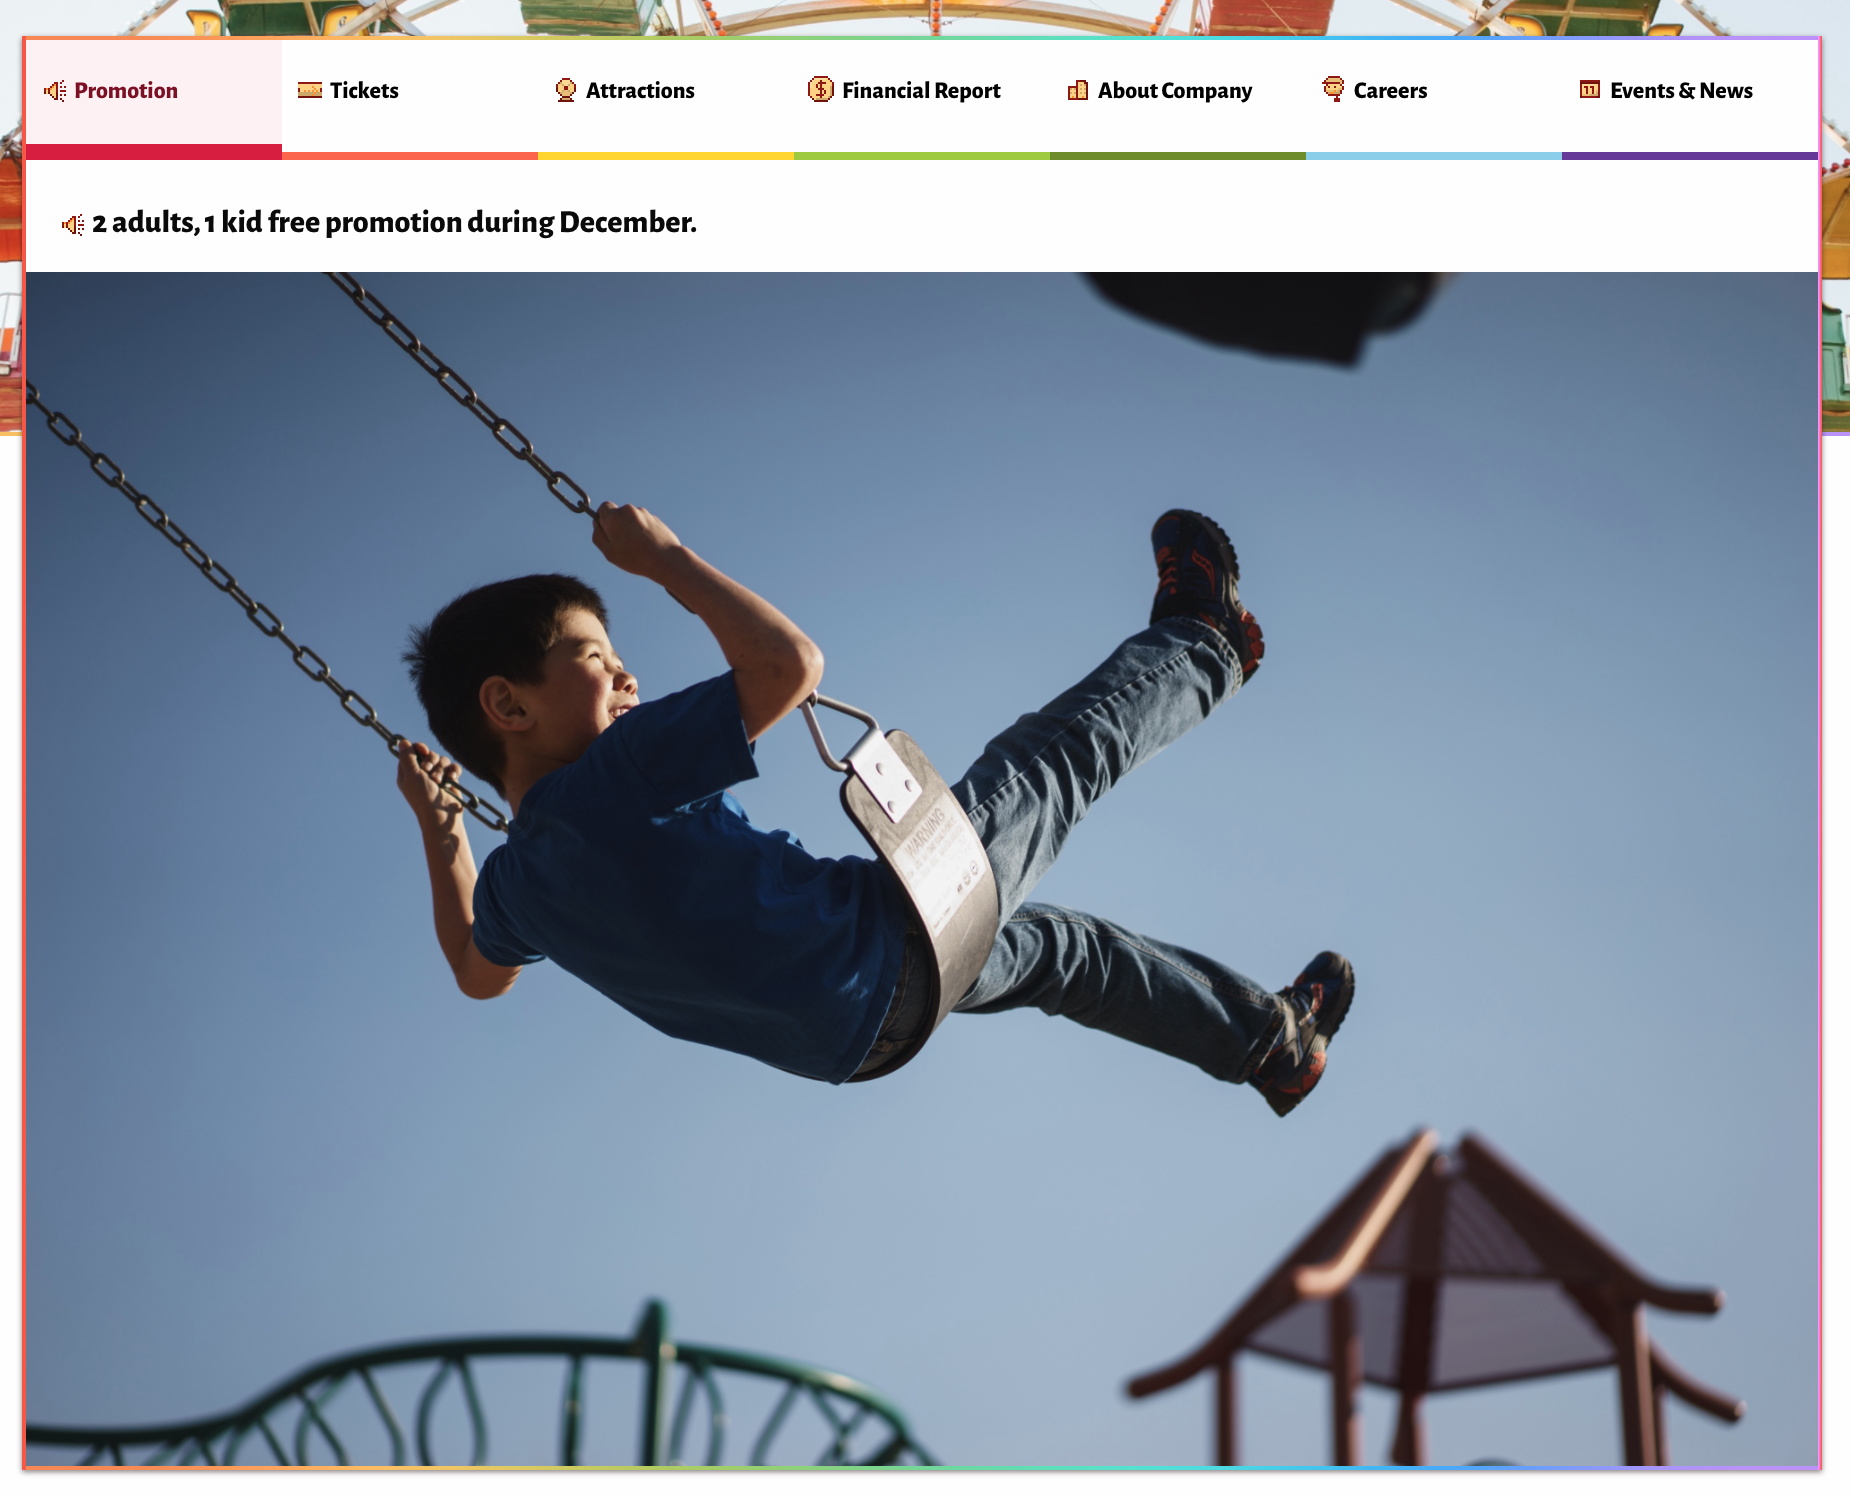 Promotion
Tickets
Attractions
Financial Report
About Company
Careers
Events & News
2 adults, 1 kid free promotion during December.
WARNING